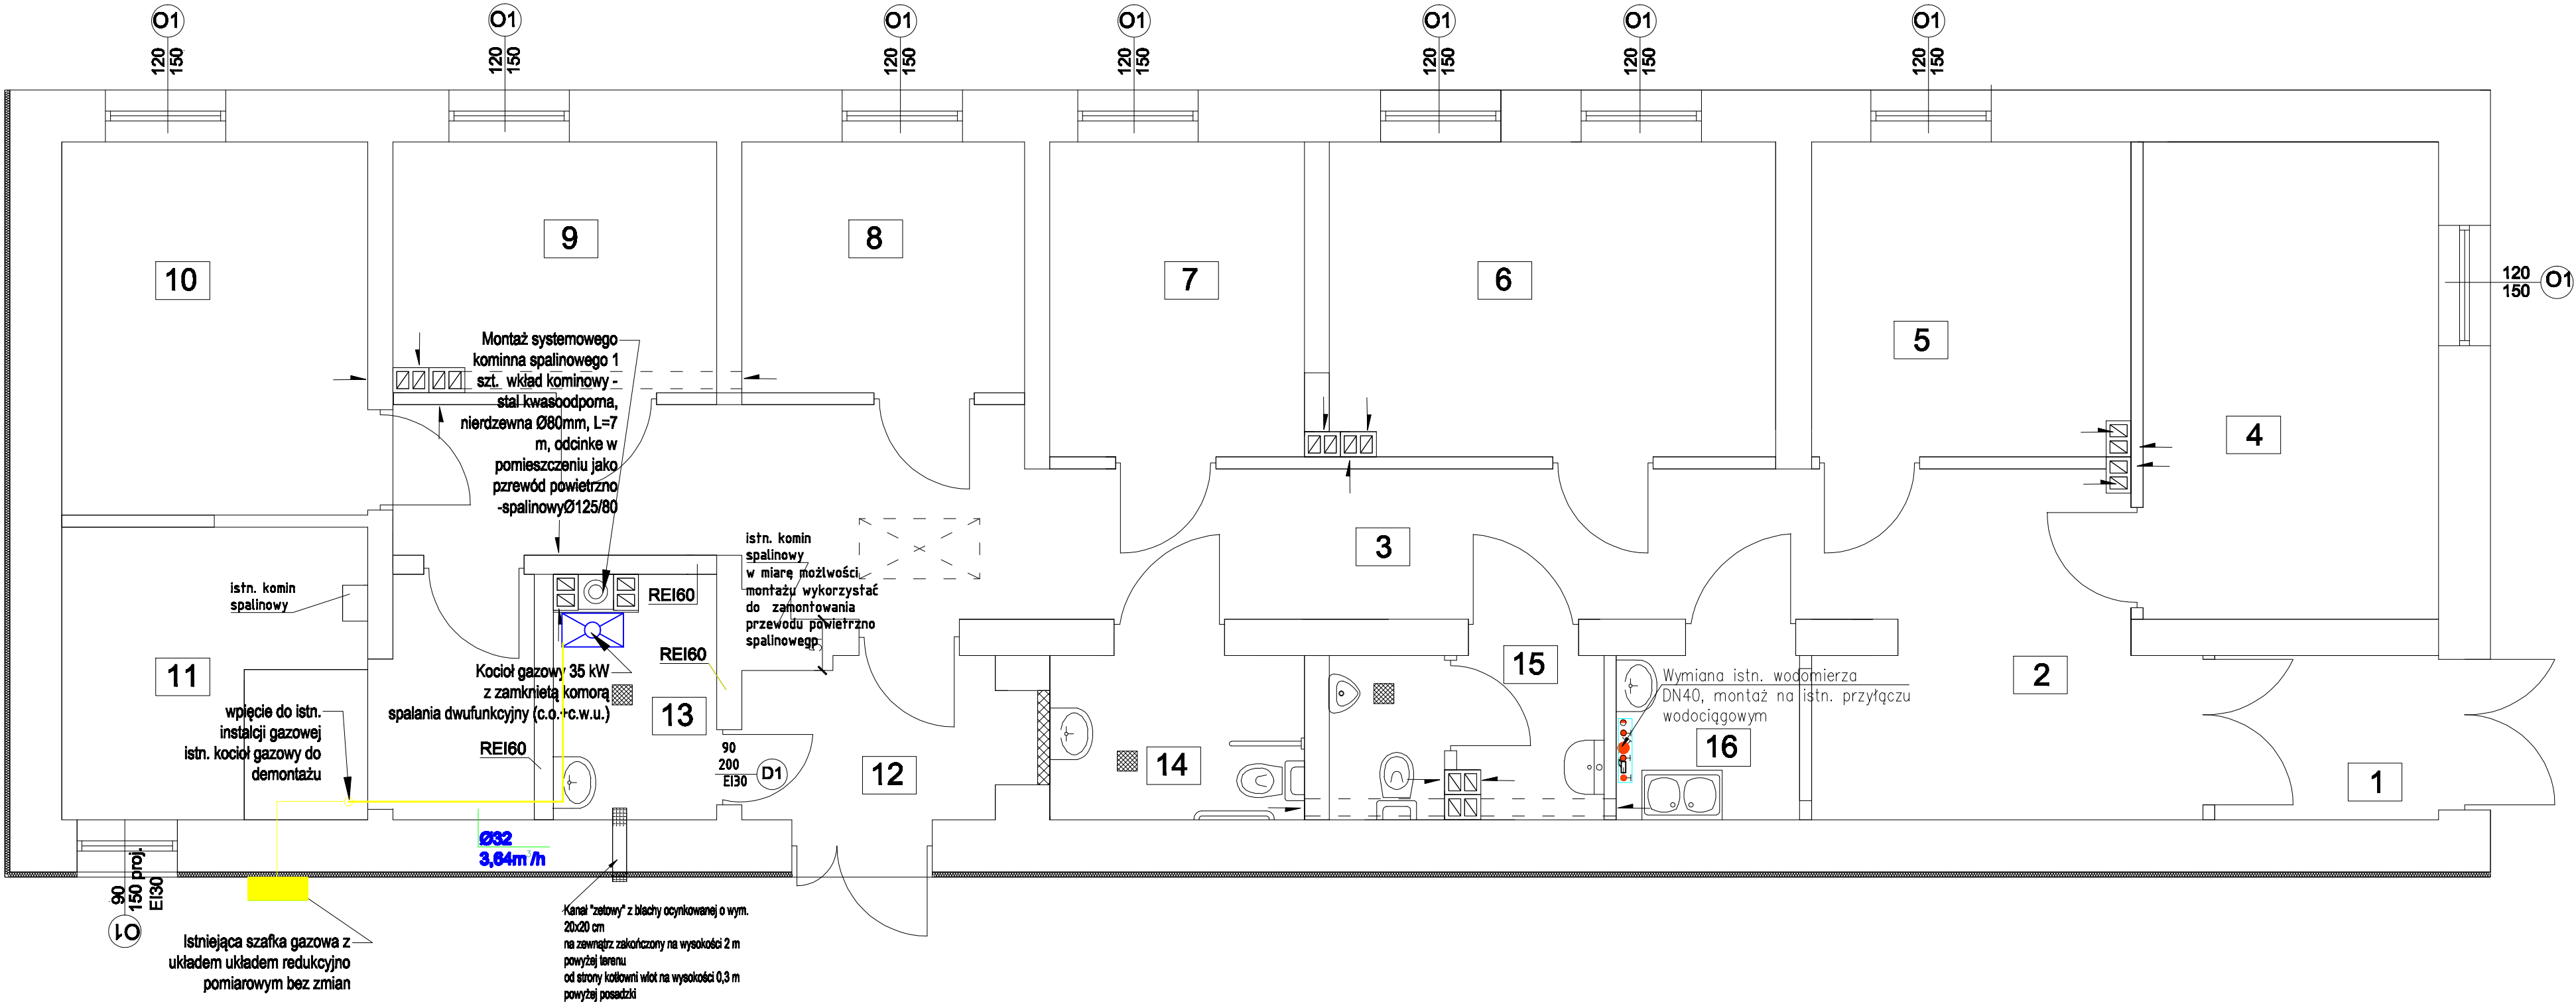 O1
120
150
O1
120
150
O1
120
150
O1
120
150
O1
120
150
O1
120
150
O1
120
150
120
150
O1
10
9
8
7
6
5
4
Montaż systemowego
kominna spalinowego 1
szt. wkład kominowy -
stal kwasoodporna,
nierdzewna Ø80mm, L=7
m, odcinke w
pomieszczeniu jako
pzrewód powietrzno
-spalinowyØ125/80
istn. komin
spalinowy
w miarę możlwości
montażu wykorzystać
do zamontowania
przewodu powietrzno
spalinowegp
3
istn. komin
spalinowy
REI60
REI60
11
Kocioł gazowy 35 kW
z zamknietą komorą
spalania dwufunkcyjny (c.o.+c.w.u.)
13
wpięcie do istn.
instalcji gazowej
istn. kocioł gazowy do
demontażu
REI60
90
200
EI30
D1
12
14
15
Wymiana istn. wodomierza
DN40, montaż na istn. przyłączu
wodociągowym
16
2
1
Ø32
3,64m³/h
90
150 proj.
EI30
O1
Istniejąca szafka gazowa z
układem układem redukcyjno
pomiarowym bez zmian
Kanał "zetowy" z blachy ocynkowanej o wym.
20x20 cm
na zewnątrz zakończony na wysokości 2 m
powyżej terenu
od strony kotłowni wlot na wysokości 0,3 m
powyżej posadzki